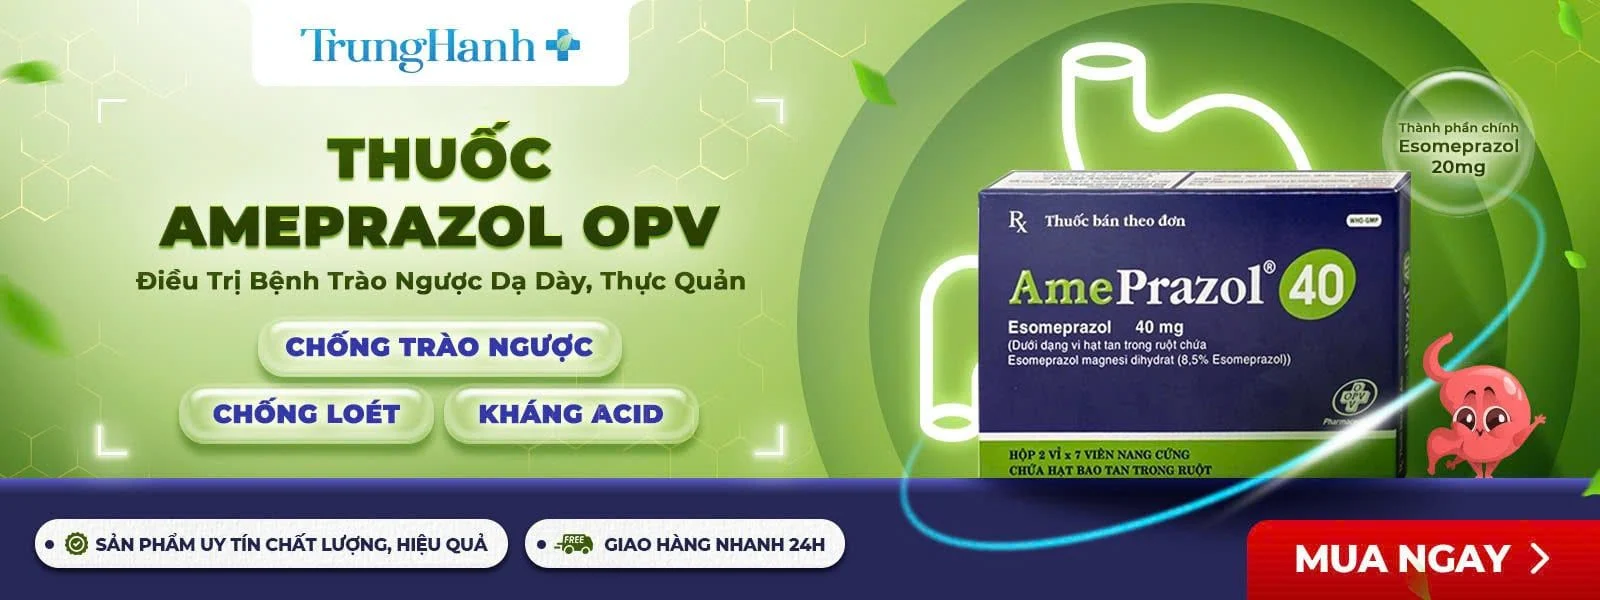 TrungHanh
THUỐC
AMEPRAZOL OPV
Điều Trị Bệnh Trào Ngược Dạ Dày, Thực Quản
CHỐNG TRÀO NGƯỢC
CHỐNG LOÉT
KHÁNG ACID
Thành phần chính
Esomeprazol
20mg
Rx Thuốc bán theo đơn
WHO-GMP
AmePrazol® 40
Esomeprazol 40 mg
(Dưới dạng vi hạt tan trong ruột chứa
Esomeprazol magnesi dihydrat (8,5% Esomeprazol))
OPV
HỘP 2 VỈ x 7 VIÊN NANG CỨNG
CHỨA HẠT BAO TAN TRONG RUỘT
SẢN PHẨM UY TÍN CHẤT LƯỢNG, HIỆU QUẢ
FREE
GIAO HÀNG NHANH 24H
MUA NGAY